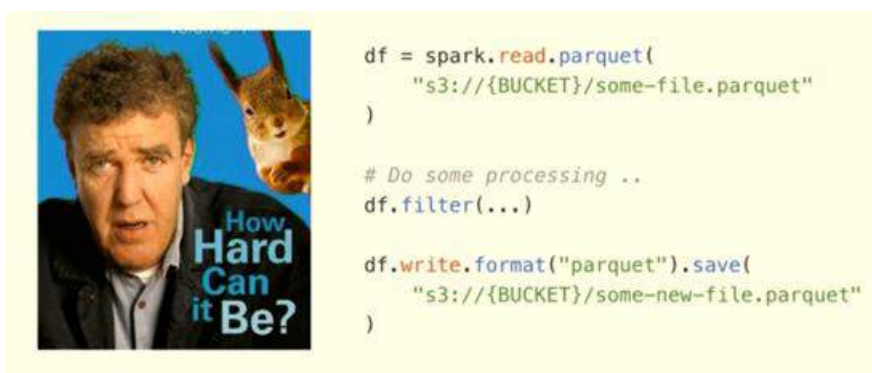 How
Hard
Can
it Be?
df = spark.read.parquet(
    "s3://{BUCKET}/some-file.parquet"
)
# Do some processing ..
df.filter(...)
df.write.format("parquet").save(
    "s3://{BUCKET}/some-new-file.parquet"
)